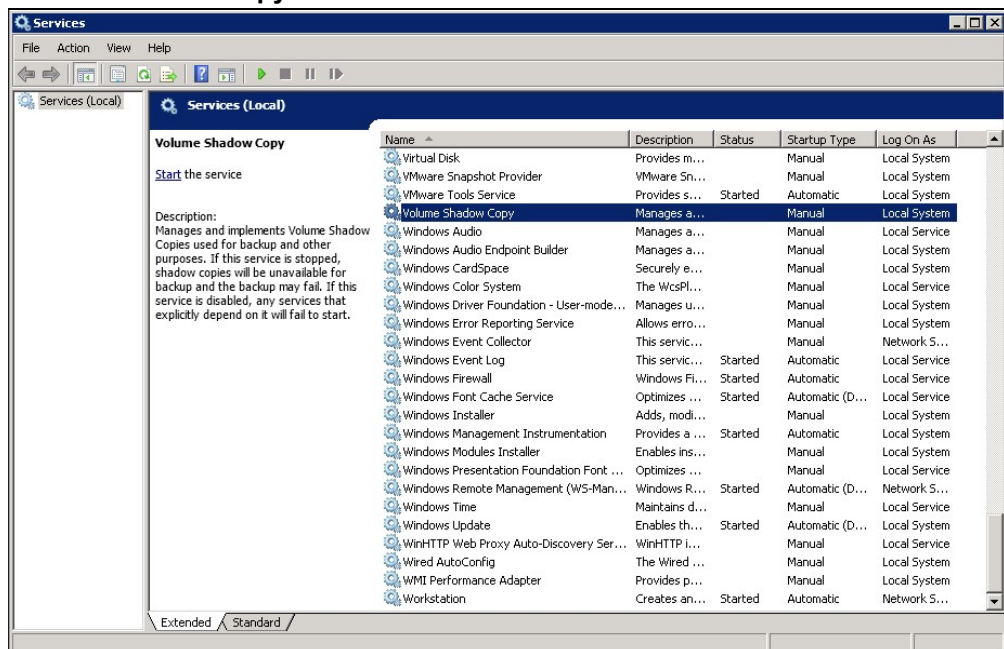 py
Services
File Action View Help
Services (Local)
Services (Local)
Volume Shadow Copy
Start the service
Description:
Manages and implements Volume Shadow
Copies used for backup and other
purposes. If this service is stopped,
shadow copies will be unavailable for
backup and the backup may fail. If this
service is disabled, any services that
explicitly depend on it will fail to start.
Name Description Status Startup Type Log On As
Virtual Disk Provides m... Manual Local System
VMware Snapshot Provider VMware Sn... Manual Local System
VMware Tools Service Provides s... Started Automatic Local System
Volume Shadow Copy Manages a... Manual Local System
Windows Audio Manages a... Manual Local Service
Windows Audio Endpoint Builder Manages a... Manual Local System
Windows CardSpace Securely e... Manual Local System
Windows Color System The WcsPl... Manual Local Service
Windows Driver Foundation - User-mode... Manages u... Manual Local System
Windows Error Reporting Service Allows erro... Manual Local System
Windows Event Collector This servic... Manual Network S...
Windows Event Log This servic... Started Automatic Local Service
Windows Firewall Windows Fi... Started Automatic Local Service
Windows Font Cache Service Optimizes ... Started Automatic (D... Local Service
Windows Installer Adds, modi... Manual Local System
Windows Management Instrumentation Provides a ... Started Automatic Local System
Windows Modules Installer Enables ins... Manual Local System
Windows Presentation Foundation Font ... Optimizes ... Manual Local Service
Windows Remote Management (WS-Man... Windows R... Started Automatic (D... Network S...
Windows Time Maintains d... Manual Local Service
Windows Update Enables th... Started Automatic (D... Local System
WinHTTP Web Proxy Auto-Discovery Ser... WinHTTP i... Manual Local Service
Wired AutoConfig The Wired ... Manual Local System
WMI Performance Adapter Provides p... Manual Local System
Workstation Creates an... Started Automatic Network S...
Extended Standard